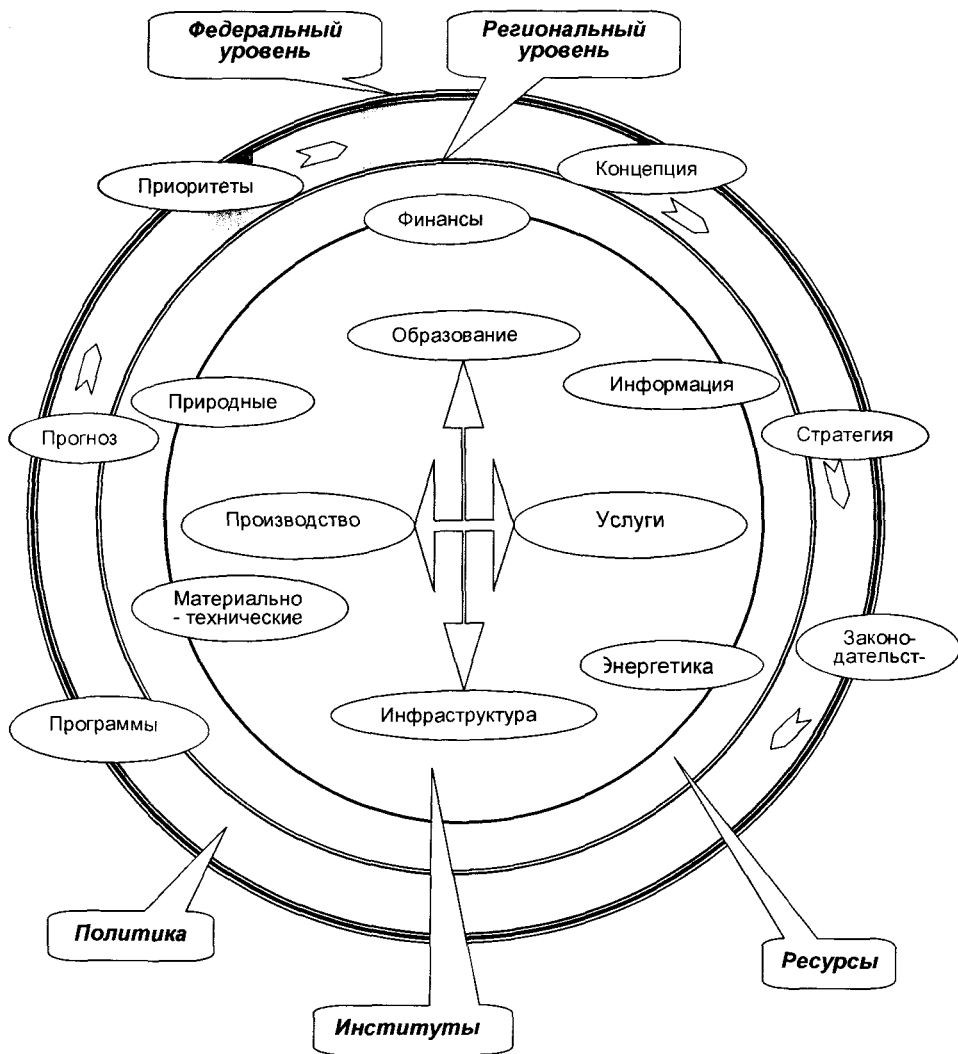 Федеральный
уровень
Региональный
уровень
Приоритеты
Концепция
Финансы
Образование
Природные
Информация
Прогноз
Стратегия
Производство
Услуги
Материально
- технические
Законо-
дательст-
Энергетика
Программы
Инфраструктура
Политика
Ресурсы
Институты